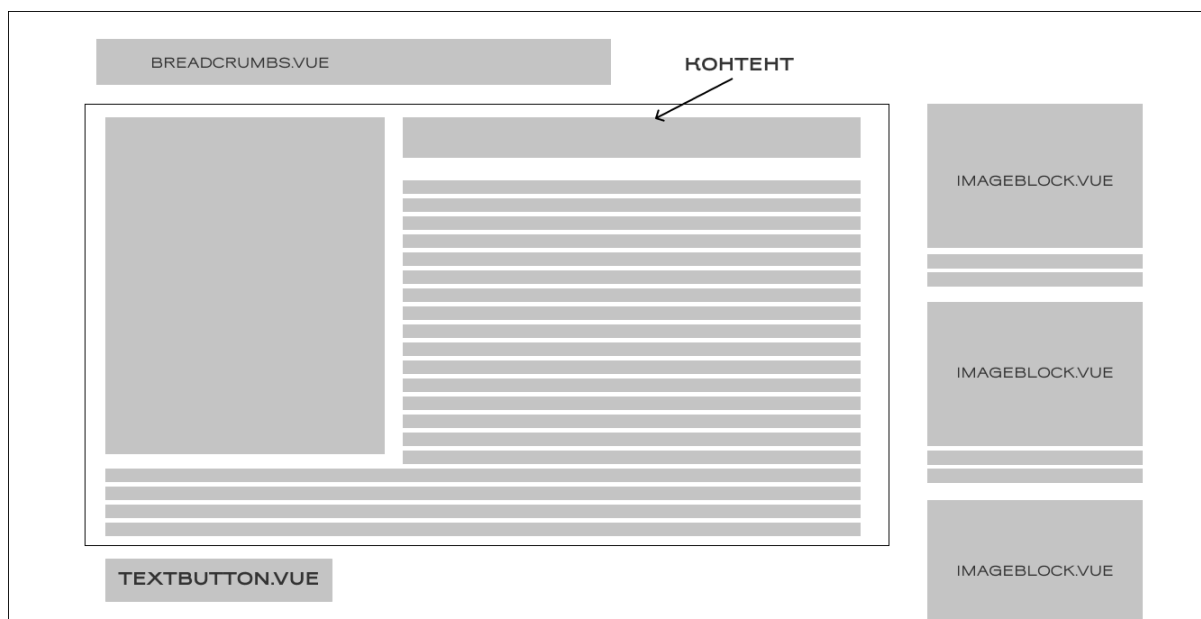 BREADCRUMBS.VUE
КОНТЕНТ
IMAGEBLOCK.VUE
IMAGEBLOCK.VUE
TEXTBUTTON.VUE
IMAGEBLOCK.VUE